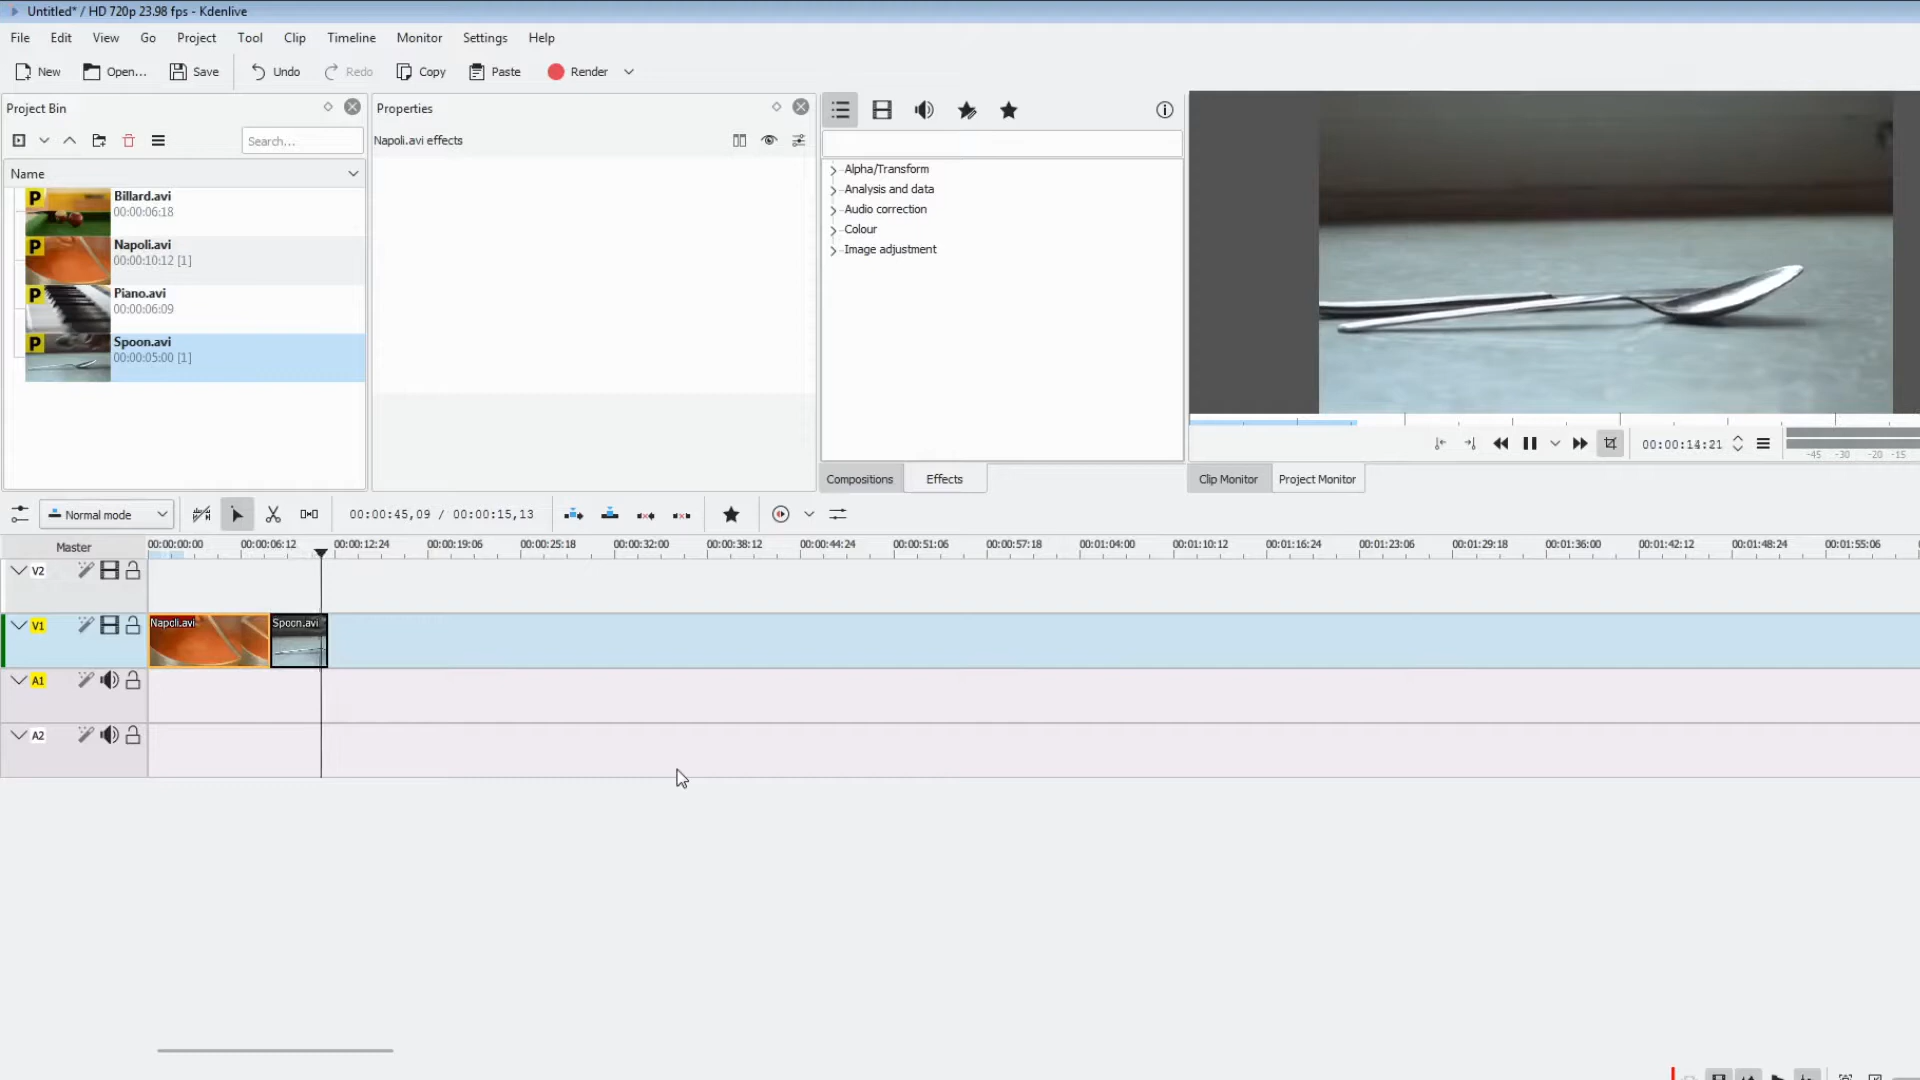 Untitled* / HD 720p 23.98 fps - Kdenlive
File Edit View Go Project Tool Clip Timeline Monitor Settings Help
New Open... Save Undo Redo Copy Paste Render
Project Bin
Search...
Name
P Billard.avi
00:00:06:18
P Napoli.avi
00:00:10:12 [1]
P Piano.avi
00:00:06:09
P Spoon.avi
00:00:05:00 [1]
Properties
Napoli.avi effects
Alpha/Transform
Analysis and data
Audio correction
Colour
Image adjustment
Compositions Effects
00:00:14:21
-45 -30 -20 -15
Clip Monitor Project Monitor
Normal mode 00:00:45,09 / 00:00:15,13
Master 00:00:00:00 00:00:06:12 00:00:12:24 00:00:19:06 00:00:25:18 00:00:32:00 00:00:38:12 00:00:44:24 00:00:51:06 00:00:57:18 00:01:04:00 00:01:10:12 00:01:16:24 00:01:23:06 00:01:29:18 00:01:36:00 00:01:42:12 00:01:48:24 00:01:55:06
V2
V1 Napoli.avi Spoon.avi
A1
A2